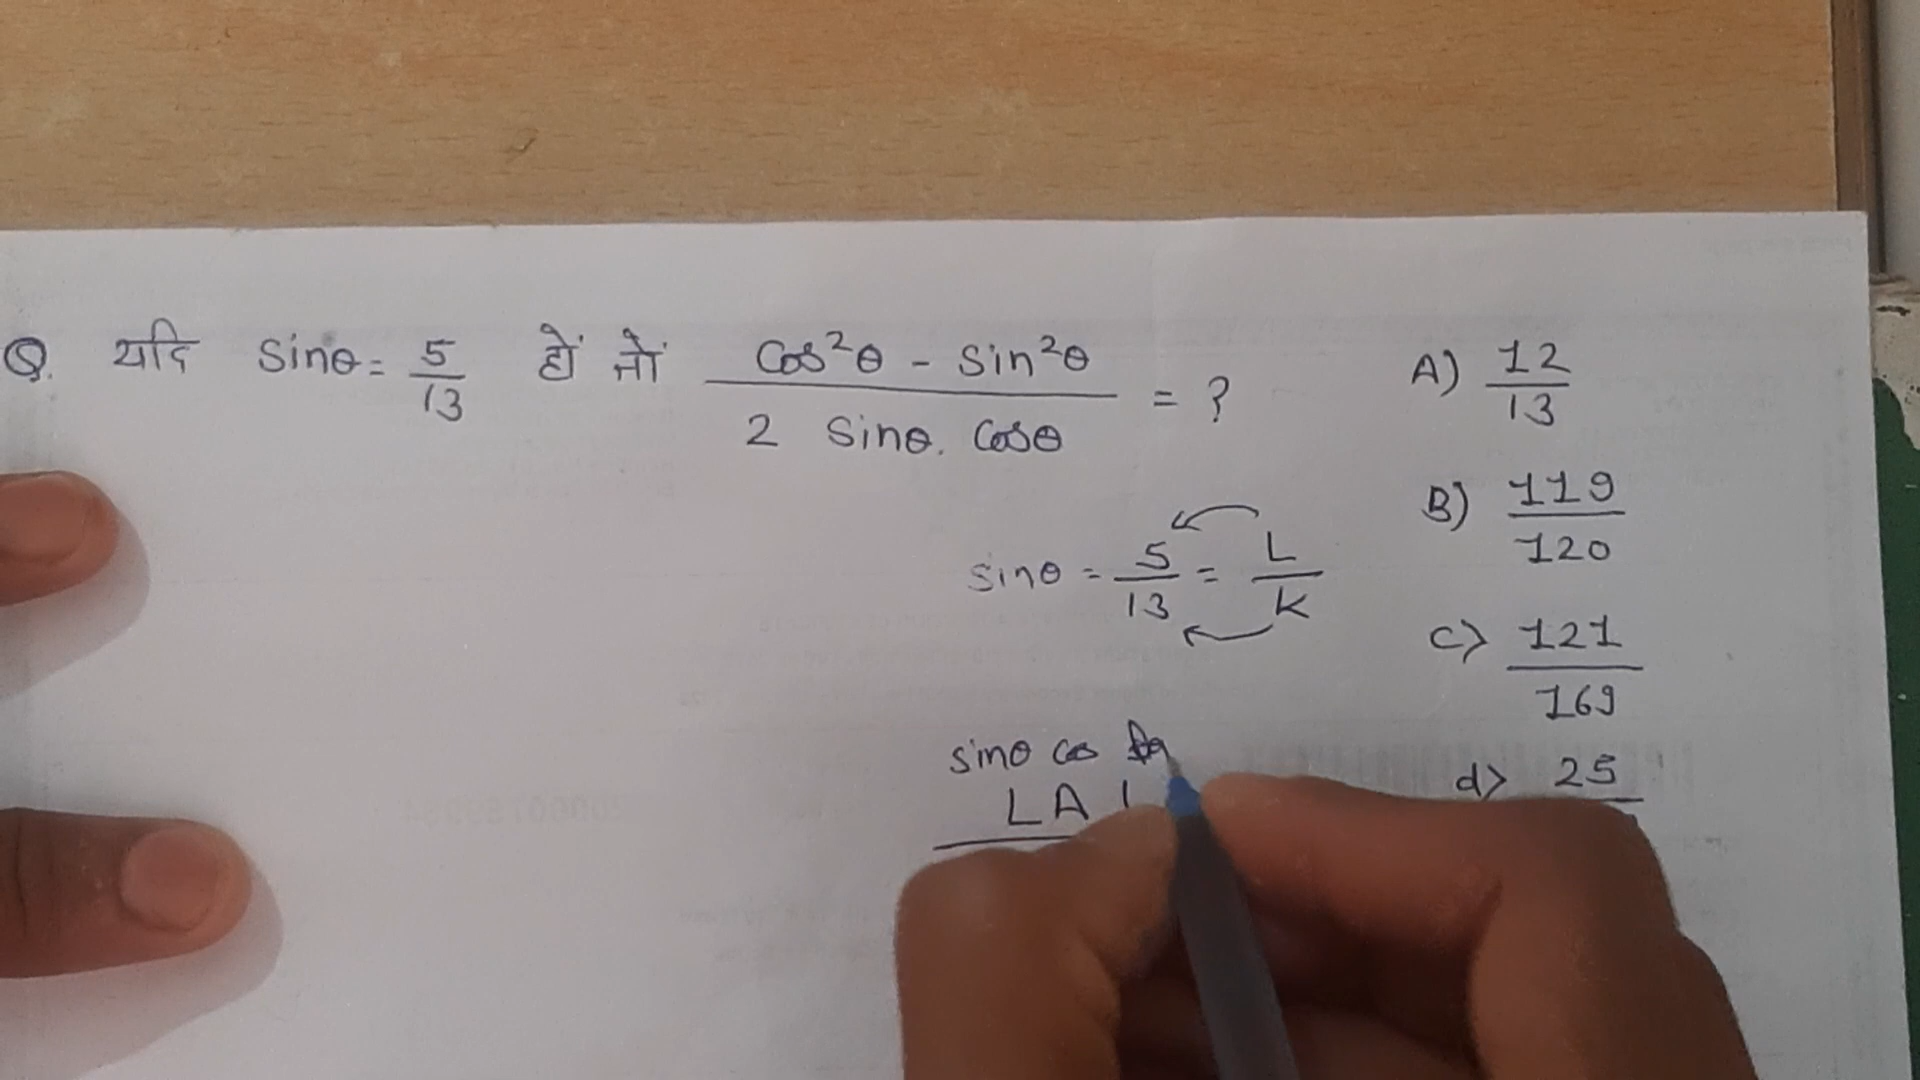 Q. यदि sinθ = 5/13 हों तों (cos²θ - sin²θ)/(2 sinθ. cosθ) = ?
A) 12/13
B) 119/120
C) 121/169
d) 25
sinθ = 5/13 = L/K
sinθ cos
L A L